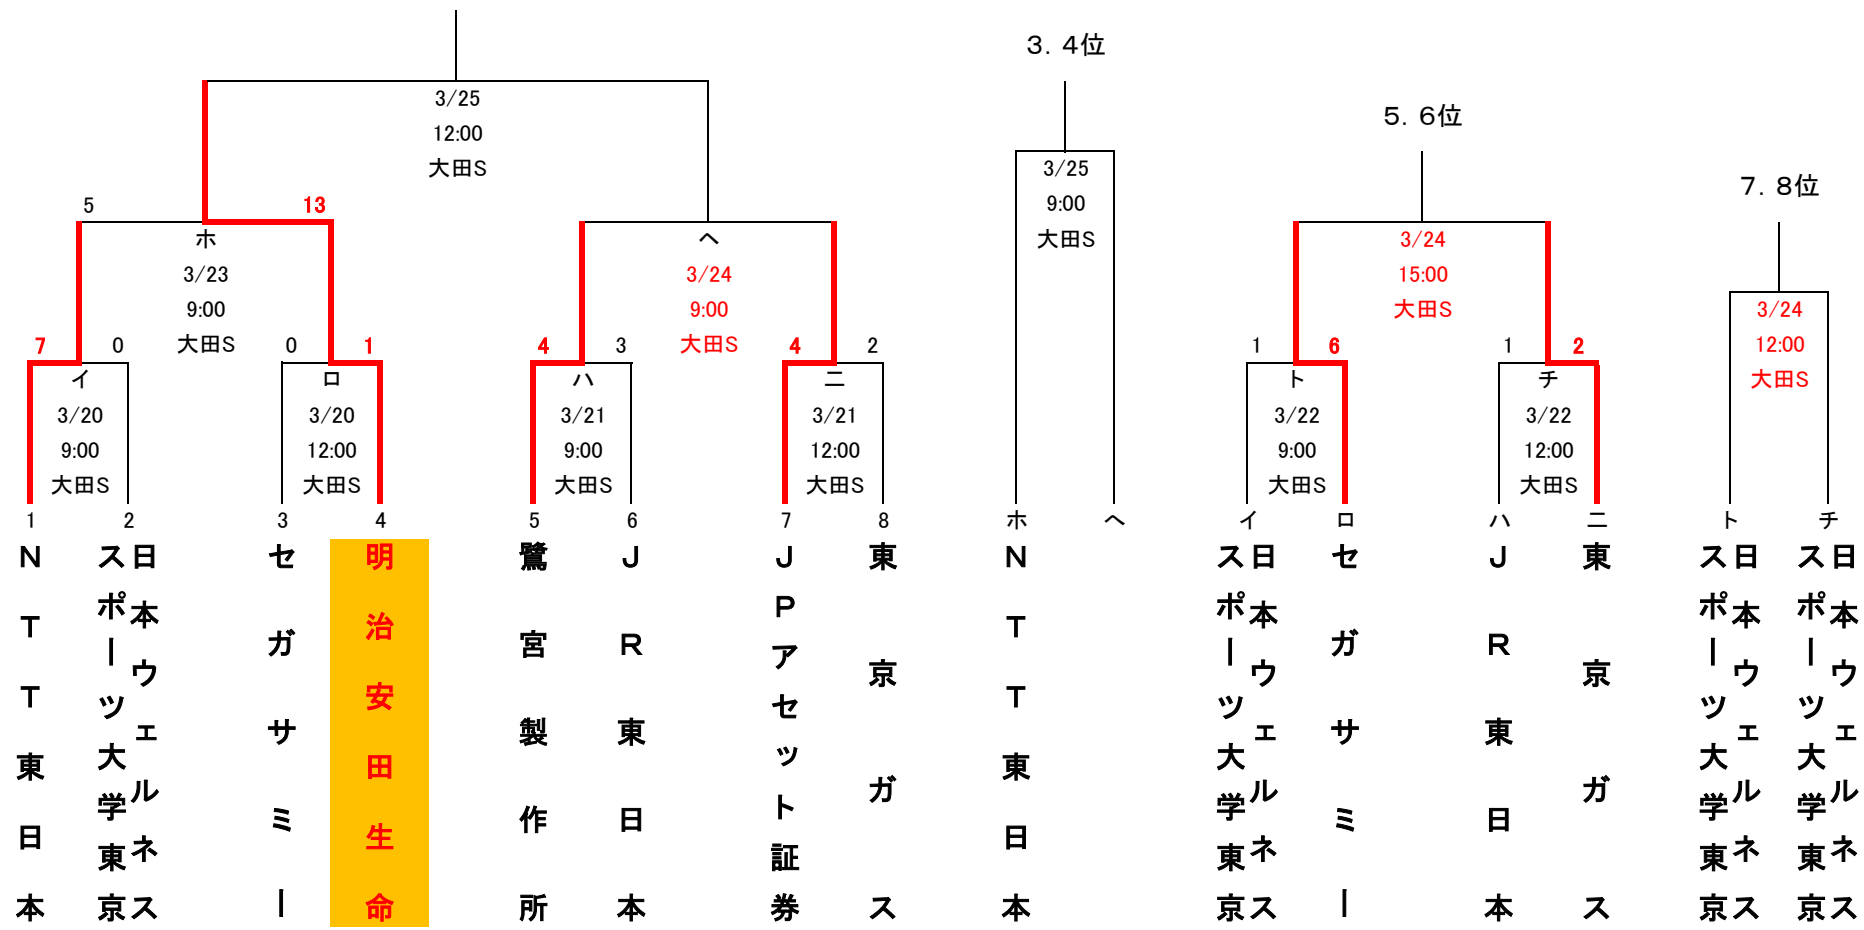 3．4位
3/25
12:00
大田S
5．6位
3/25
9:00
大田S
7．8位
5
13
ホ
3/23
9:00
大田S
ヘ
3/24
9:00
大田S
3/24
15:00
大田S
3/24
12:00
大田S
7
0
イ
3/20
9:00
大田S
0
1
ロ
3/20
12:00
大田S
4
3
ハ
3/21
9:00
大田S
4
2
ニ
3/21
12:00
大田S
1
6
ト
3/22
9:00
大田S
1
2
チ
3/22
12:00
大田S
1
2
3
4
5
6
7
8
ホ
ヘ
イ
ロ
ハ
ニ
ト
チ
NTT東日本
日本ウェルネス
スポーツ大学東京
セガサミー
明治安田生命
鷺宮製作所
JR東日本
JPアセット証券
東京ガス
NTT東日本
日本ウェルネス
スポーツ大学東京
セガサミー
JR東日本
東京ガス
日本ウェルネス
スポーツ大学東京
日本ウェルネス
スポーツ大学東京